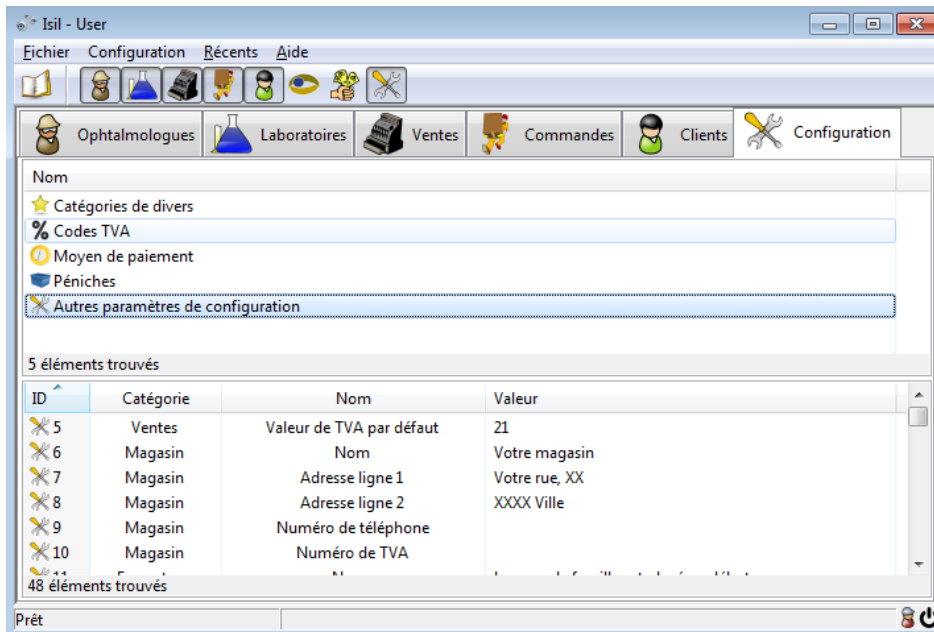 Isil - User
Fichier Configuration Récents Aide
Ophtalmologues Laboratoires Ventes Commandes Clients Configuration
Nom
Catégories de divers
% Codes TVA
Moyen de paiement
Péniches
Autres paramètres de configuration
5 éléments trouvés
ID Catégorie Nom Valeur
5 Ventes Valeur de TVA par défaut 21
6 Magasin Nom Votre magasin
7 Magasin Adresse ligne 1 Votre rue, XX
8 Magasin Adresse ligne 2 XXXX Ville
9 Magasin Numéro de téléphone
10 Magasin Numéro de TVA
48 éléments trouvés
Prêt